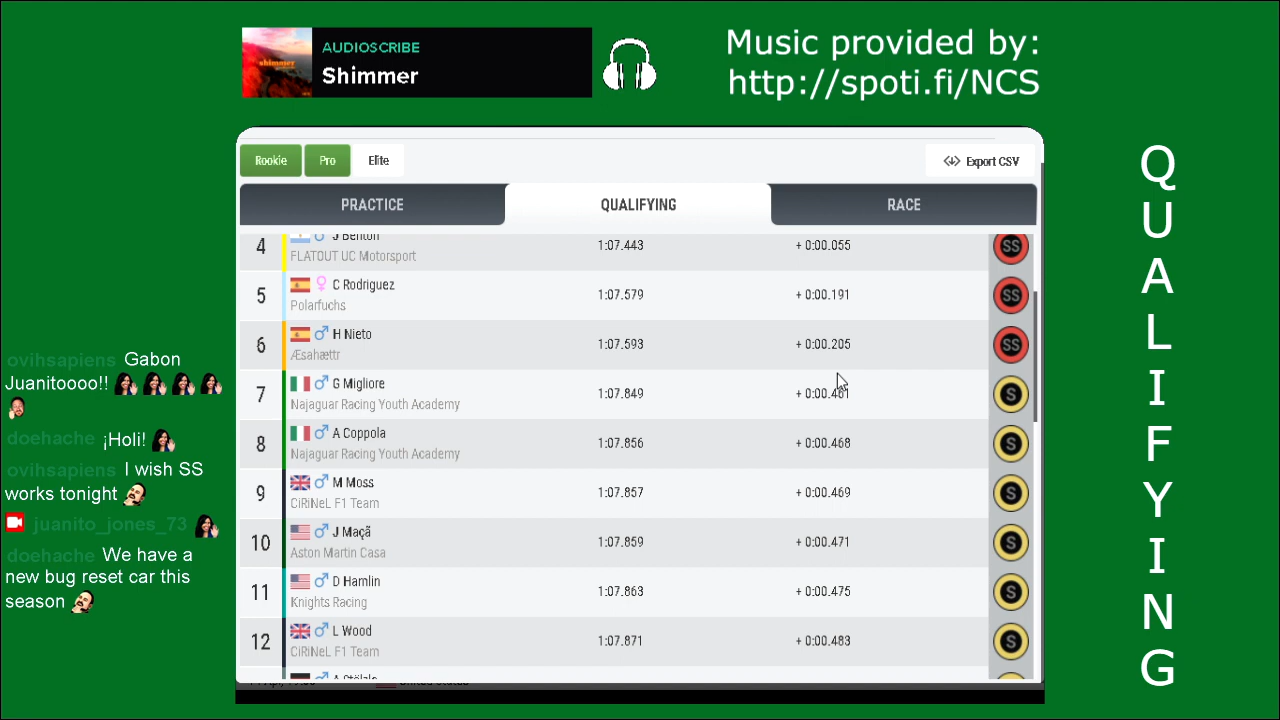 AUDIOSCRIBE
Shimmer
Music provided by:
http://spoti.fi/NCS
Rookie Pro Elite Export CSV
PRACTICE QUALIFYING RACE
4 J Benton 1:07.443 + 0:00.055 SS
FLATOUT UC Motorsport
5 C Rodriguez 1:07.579 + 0:00.191 SS
Polarfuchs
6 H Nieto 1:07.593 + 0:00.205 SS
Æsahættr
7 G Migliore 1:07.849 + 0:00.461 S
Najaguar Racing Youth Academy
8 A Coppola 1:07.856 + 0:00.468 S
Najaguar Racing Youth Academy
9 M Moss 1:07.857 + 0:00.469 S
CiRiNeL F1 Team
10 J Maçã 1:07.859 + 0:00.471 S
Aston Martin Casa
11 D Hamlin 1:07.863 + 0:00.475 S
Knights Racing
12 L Wood 1:07.871 + 0:00.483 S
CiRiNeL F1 Team
ovihsapiens Gabon
Juanitoooo!!
doehache ¡Holi!
ovihsapiens I wish SS
works tonight
juanito_jones_73
doehache We have a
new bug reset car this
season
QUALIFYING